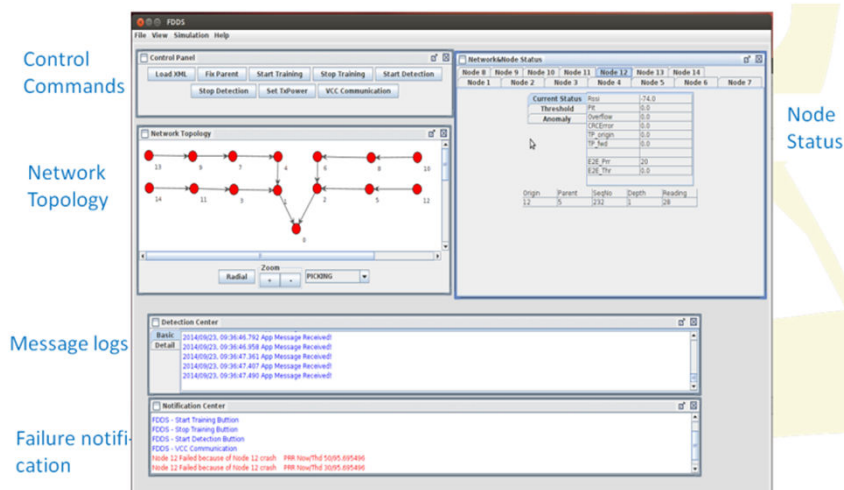 FDDS
File View Simulation Help
Control
Commands
Control Panel
Load XML Fix Parent Start Training Stop Training Start Detection
Stop Detection Set TxPower VCC Communication
Network
Topology
Network Topology
13 9 7 4 6 8 10
14 11 3 1 2 5 12
0
Zoom
Radial + - PICKING
Node
Status
Network&Node Status
Node 8 Node 9 Node 10 Node 11 Node 12 Node 13 Node 14
Node 1 Node 2 Node 3 Node 4 Node 5 Node 6 Node 7
Current Status Rssi -74.0
Threshold Pit 0.0
Anomaly Overflow 0.0
CRCError 0.0
TP_origin 0.0
TP_fwd 0.0
E2E_Prr 20
E2E_Thr 0.0
Origin Parent SeqNo Depth Reading
12 5 232 1 28
Message logs
Detection Center
Basic
Detail
2014/09/23, 09:36:46.792 App Message Received!
2014/09/23, 09:36:46.958 App Message Received!
2014/09/23, 09:36:47.361 App Message Received!
2014/09/23, 09:36:47.407 App Message Received!
2014/09/23, 09:36:47.490 App Message Received!
Failure notifi-
cation
Notification Center
FDDS - Start Training Buttion
FDDS - Stop Training Buttion
FDDS - Start Detection Buttion
FDDS - VCC Communication
Node 12 Failed because of Node 12 crash PRR Now/Thd 50/95.695496
Node 12 Failed because of Node 12 crash PRR Now/Thd 30/95.695496